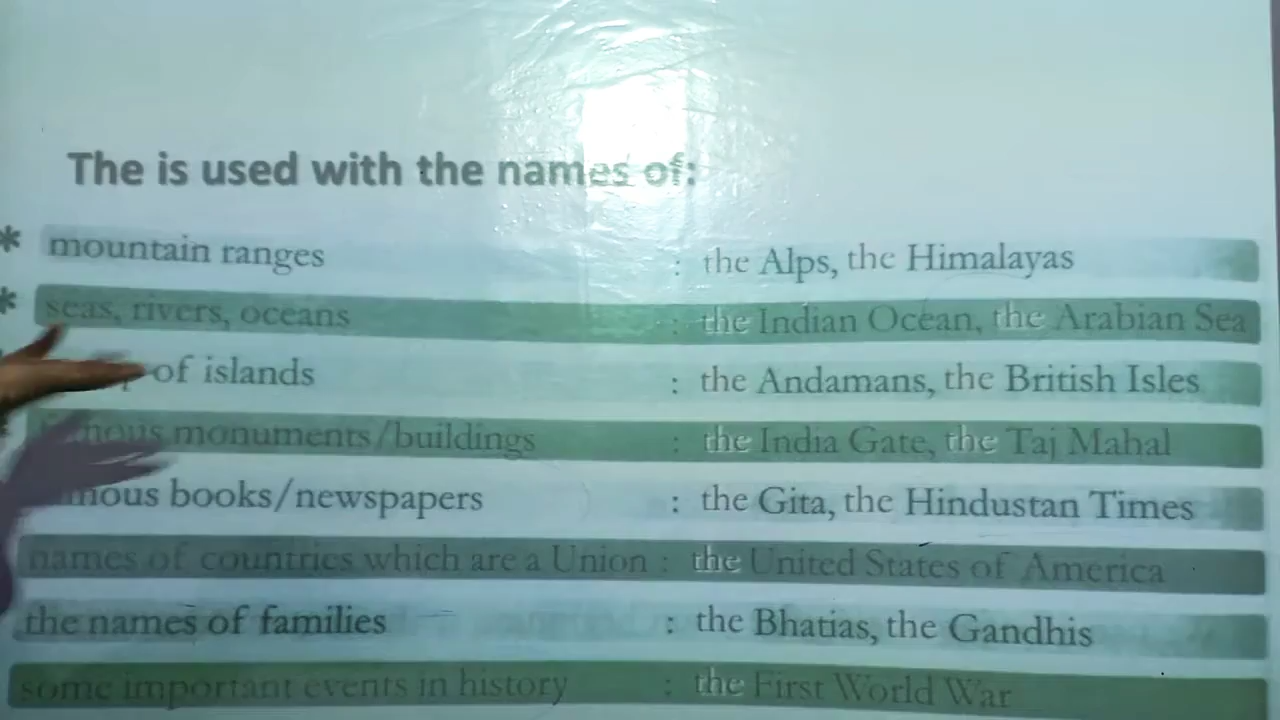 The is used with the names of:
* mountain ranges : the Alps, the Himalayas
* seas, rivers, oceans : the Indian Ocean, the Arabian Sea
of islands : the Andamans, the British Isles
monuments/buildings : the India Gate, the Taj Mahal
books/newspapers : the Gita, the Hindustan Times
names of countries which are a Union : the United States of America
the names of families : the Bhatias, the Gandhis
some important events in history : the First World War